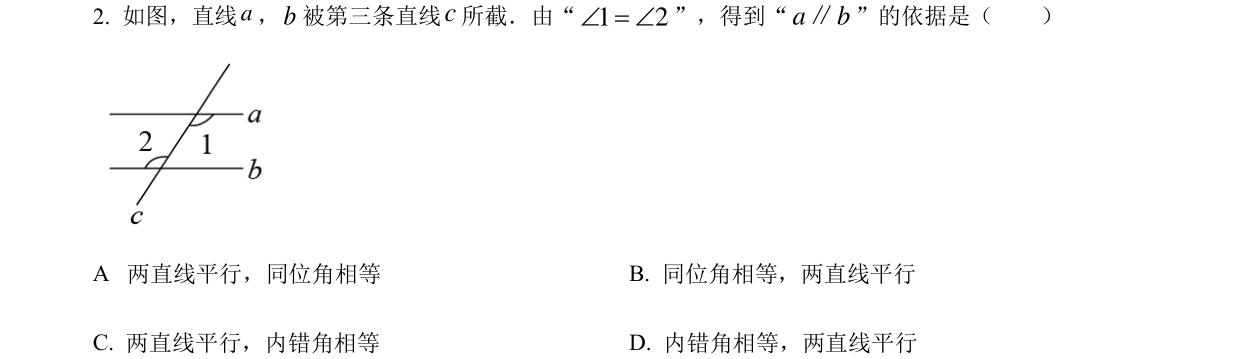 2. 如图，直线a，b被第三条直线c所截．由“∠1=∠2”，得到“a∥b”的依据是（　　）
a
2 1
b
c
A 两直线平行，同位角相等 B. 同位角相等，两直线平行
C. 两直线平行，内错角相等 D. 内错角相等，两直线平行